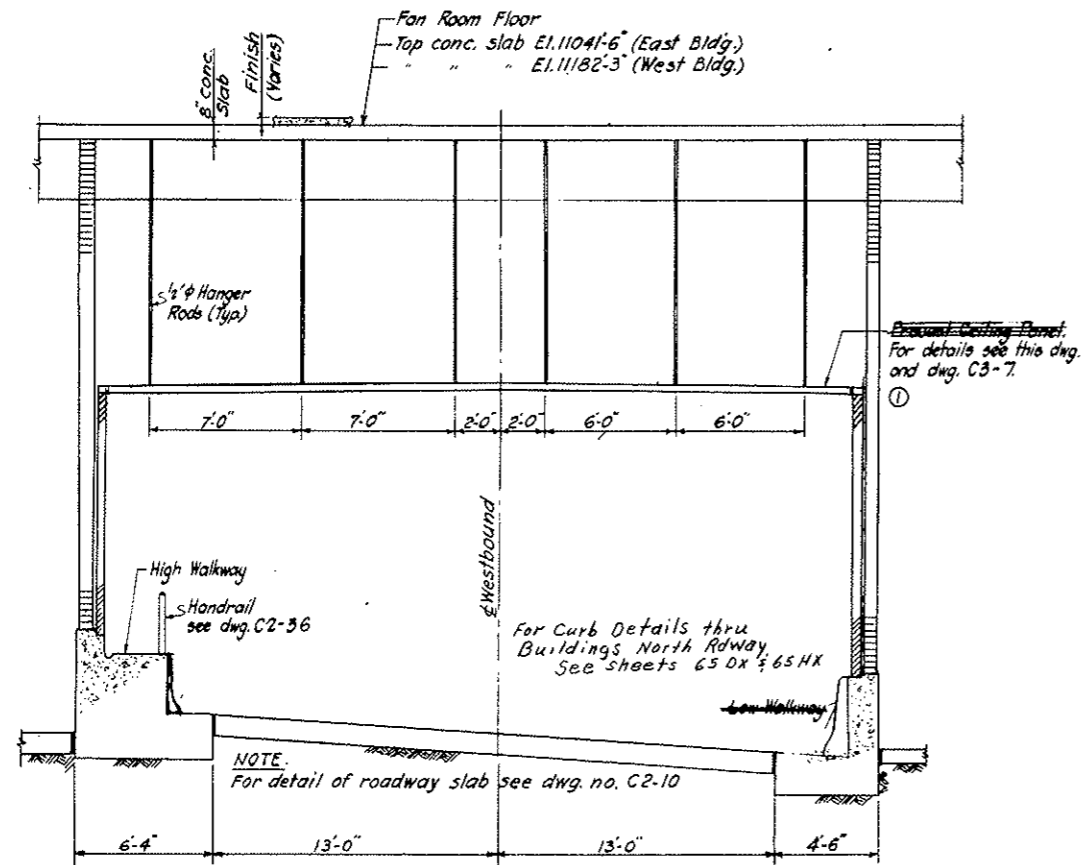 Fan Room Floor
Top conc. slab El.11041'-6" (East Bldg.)
" " " El.11182'-3" (West Bldg.)
8" conc.
Slab
Finish
(Varies)
1/2"φ Hanger
Rods (Typ.)
For details see this dwg.
and dwg. C3-7.
1
7'-0" 7'-0" 2'-0" 2'-0" 6'-0" 6'-0"
High Walkway
Handrail
see dwg. C2-36
℄ Westbound
For Curb Details thru
Buildings North Rdway
See sheets 65 DX & 65 HX
Low Walkway
NOTE.
For detail of roadway slab see dwg. no. C2-10
6'-4" 13'-0" 13'-0" 4'-6"